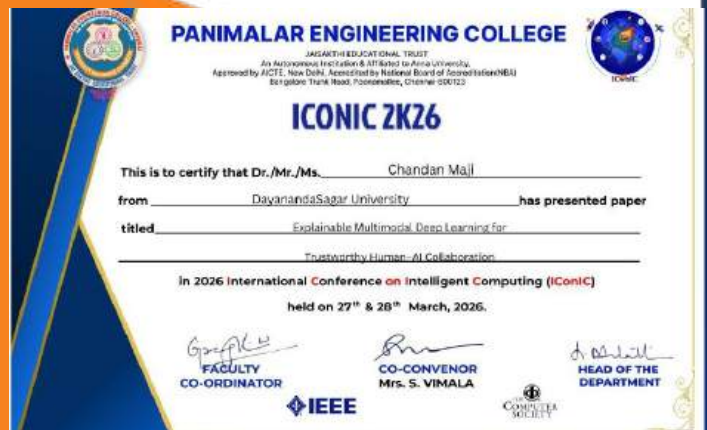 PANIMALAR ENGINEERING COLLEGE
JAISAKTHI EDUCATIONAL TRUST
An Autonomous Institution & Affiliated to Anna University,
Approved by AICTE, New Delhi, Accredited by National Board of Accreditation(NBA)
Bangalore Trunk Road, Poonamallee, Chennai-600123
IConIC
ICONIC 2K26
This is to certify that Dr./Mr./Ms. Chandan Maji
from DayanandaSagar University has presented paper
titled Explainable Multimodal Deep Learning for
Trustworthy Human-AI Collaboration
in 2026 International Conference on Intelligent Computing (IConIC)
held on 27th & 28th March, 2026.
FACULTY
CO-ORDINATOR
CO-CONVENOR
Mrs. S. VIMALA
HEAD OF THE
DEPARTMENT
IEEE
COMPUTER
SOCIETY